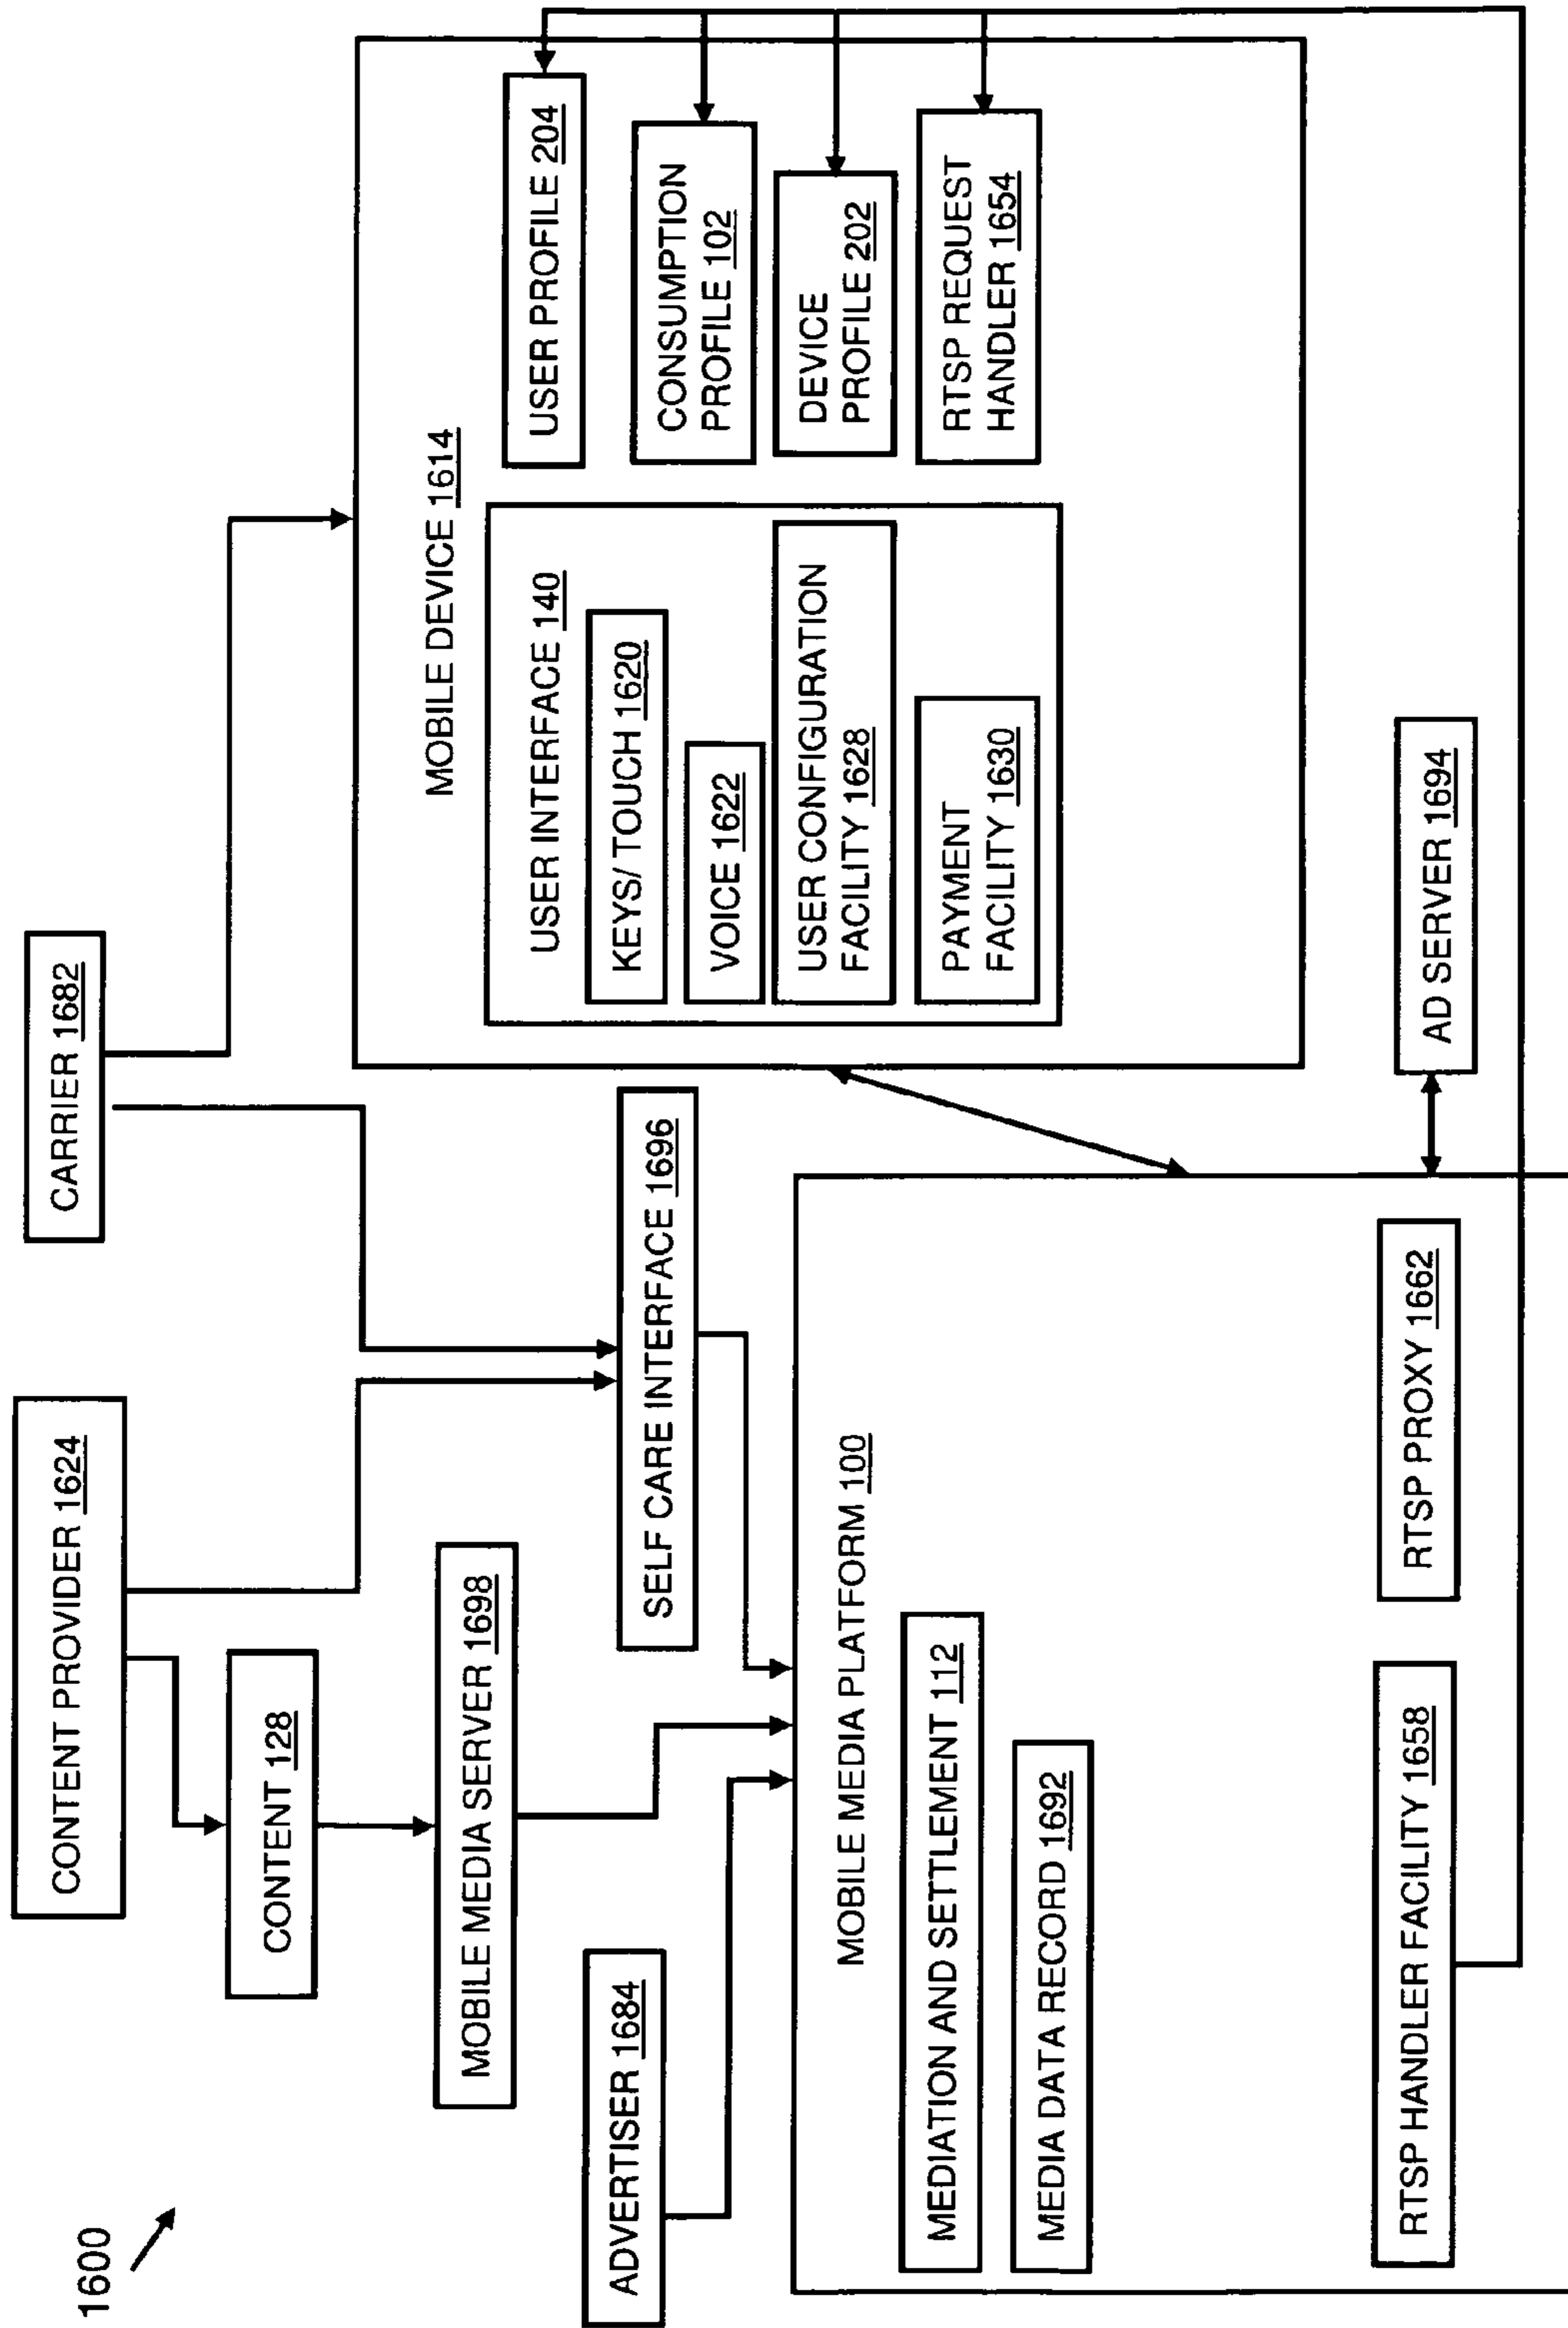 1600
CONTENT PROVIDER 1624
CARRIER 1682
CONTENT 128
MOBILE MEDIA SERVER 1698
ADVERTISER 1684
SELF CARE INTERFACE 1696
MOBILE DEVICE 1614
USER INTERFACE 140
KEYS/ TOUCH 1620
VOICE 1622
USER CONFIGURATION
FACILITY 1628
PAYMENT
FACILITY 1630
USER PROFILE 204
CONSUMPTION
PROFILE 102
DEVICE
PROFILE 202
RTSP REQUEST
HANDLER 1654
MOBILE MEDIA PLATFORM 100
MEDIATION AND SETTLEMENT 112
MEDIA DATA RECORD 1692
RTSP HANDLER FACILITY 1658
RTSP PROXY 1662
AD SERVER 1694